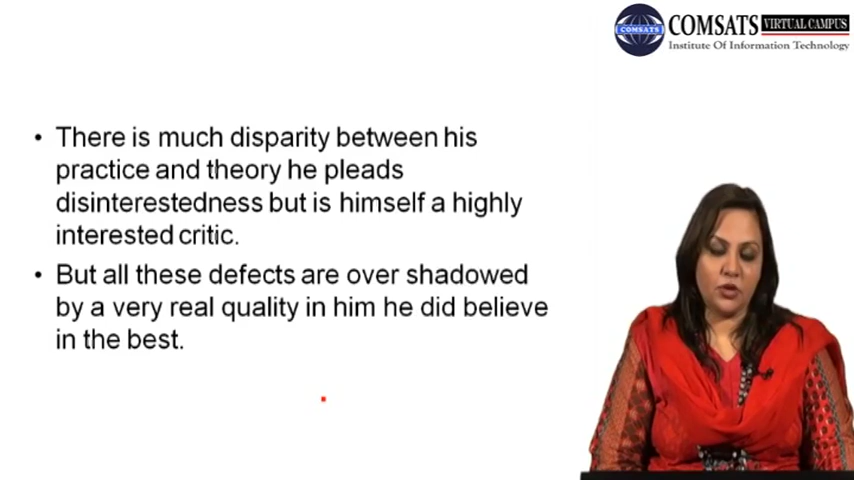 COMSATS
COMSATS VIRTUAL CAMPUS
Institute Of Information Technology
• There is much disparity between his
practice and theory he pleads
disinterestedness but is himself a highly
interested critic.
• But all these defects are over shadowed
by a very real quality in him he did believe
in the best.